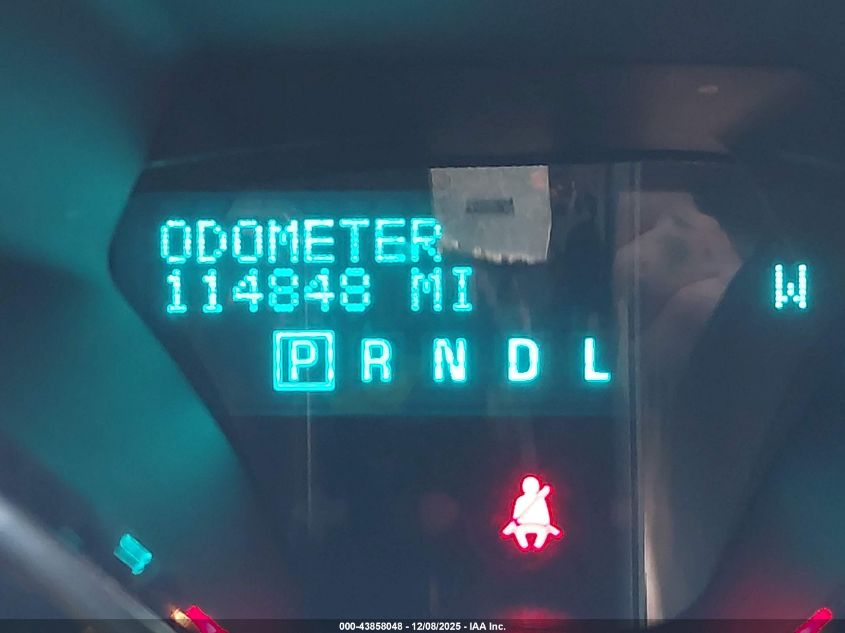 ODOMETER
114848 MI
W
P R N D L
000-43858048 - 12/08/2025 - IAA Inc.